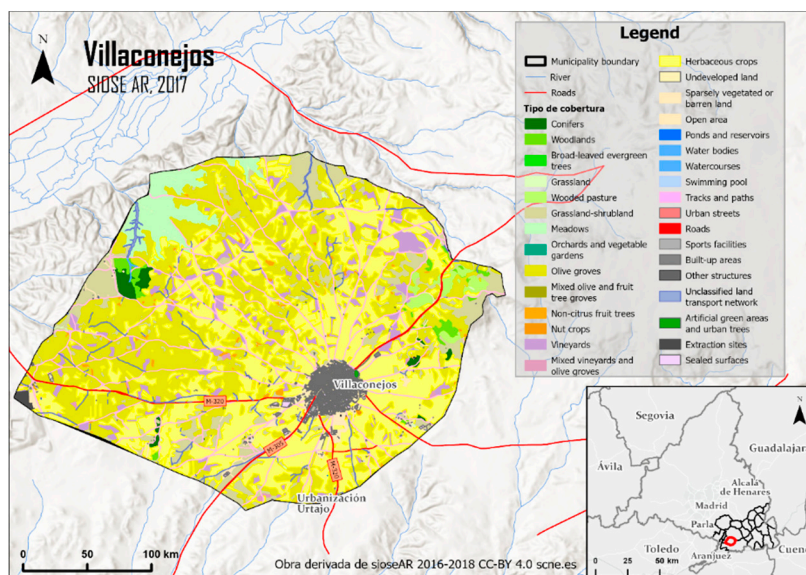 N
Villaconejos
SIOSE AR, 2017
Legend
Municipality boundary
River
Roads
Tipo de cobertura
Conifers
Woodlands
Broad-leaved evergreen
trees
Grassland
Wooded pasture
Grassland-shrubland
Meadows
Orchards and vegetable
gardens
Olive groves
Mixed olive and fruit
tree groves
Non-citrus fruit trees
Nut crops
Vineyards
Mixed vineyards and
olive groves
Herbaceous crops
Undeveloped land
Sparsely vegetated or
barren land
Open area
Ponds and reservoirs
Water bodies
Watercourses
Swimming pool
Tracks and paths
Urban streets
Roads
Sports facilities
Built-up areas
Other structures
Unclassified land
transport network
Artificial green areas
and urban trees
Extraction sites
Sealed surfaces
Villaconejos
M-320
M-305
M-320
Urbanización
Urtajo
0 50 100 km
Obra derivada de sioseAR 2016-2018 CC-BY 4.0 scne.es
N
Segovia
Guadalajar
Ávila
Alcalá
de Henares
Madrid
Parla
Toledo
Aranjuez
Cuen
0 25 50 km